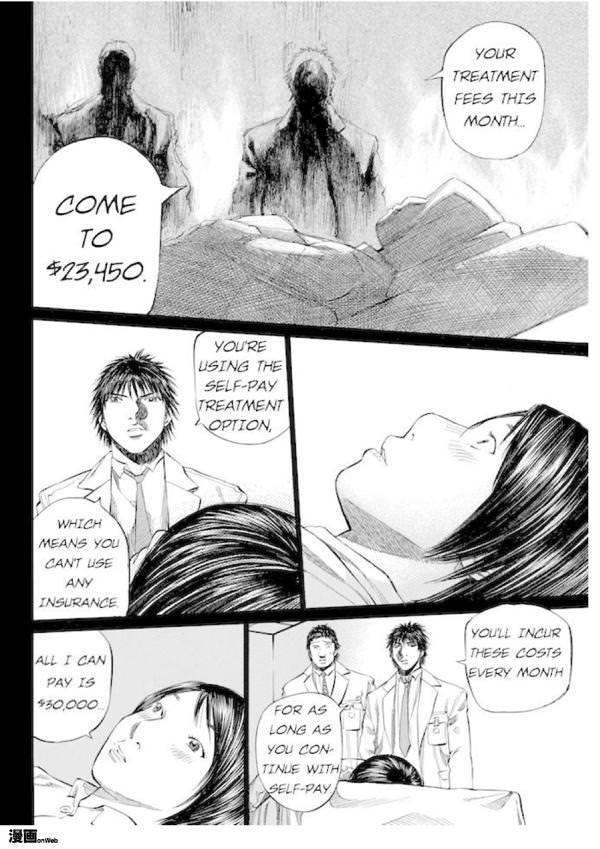 YOUR
TREATMENT
FEES THIS
MONTH...
COME
TO
$23,450.
YOU'RE
USING THE
SELF-PAY
TREATMENT
OPTION,
WHICH
MEANS YOU
CAN'T USE
ANY
INSURANCE.
YOU'LL INCUR
THESE COSTS
EVERY MONTH
FOR AS
LONG AS
YOU CON-
TINUE WITH
SELF-PAY.
ALL I CAN
PAY IS
$30,000...
漫画onWeb